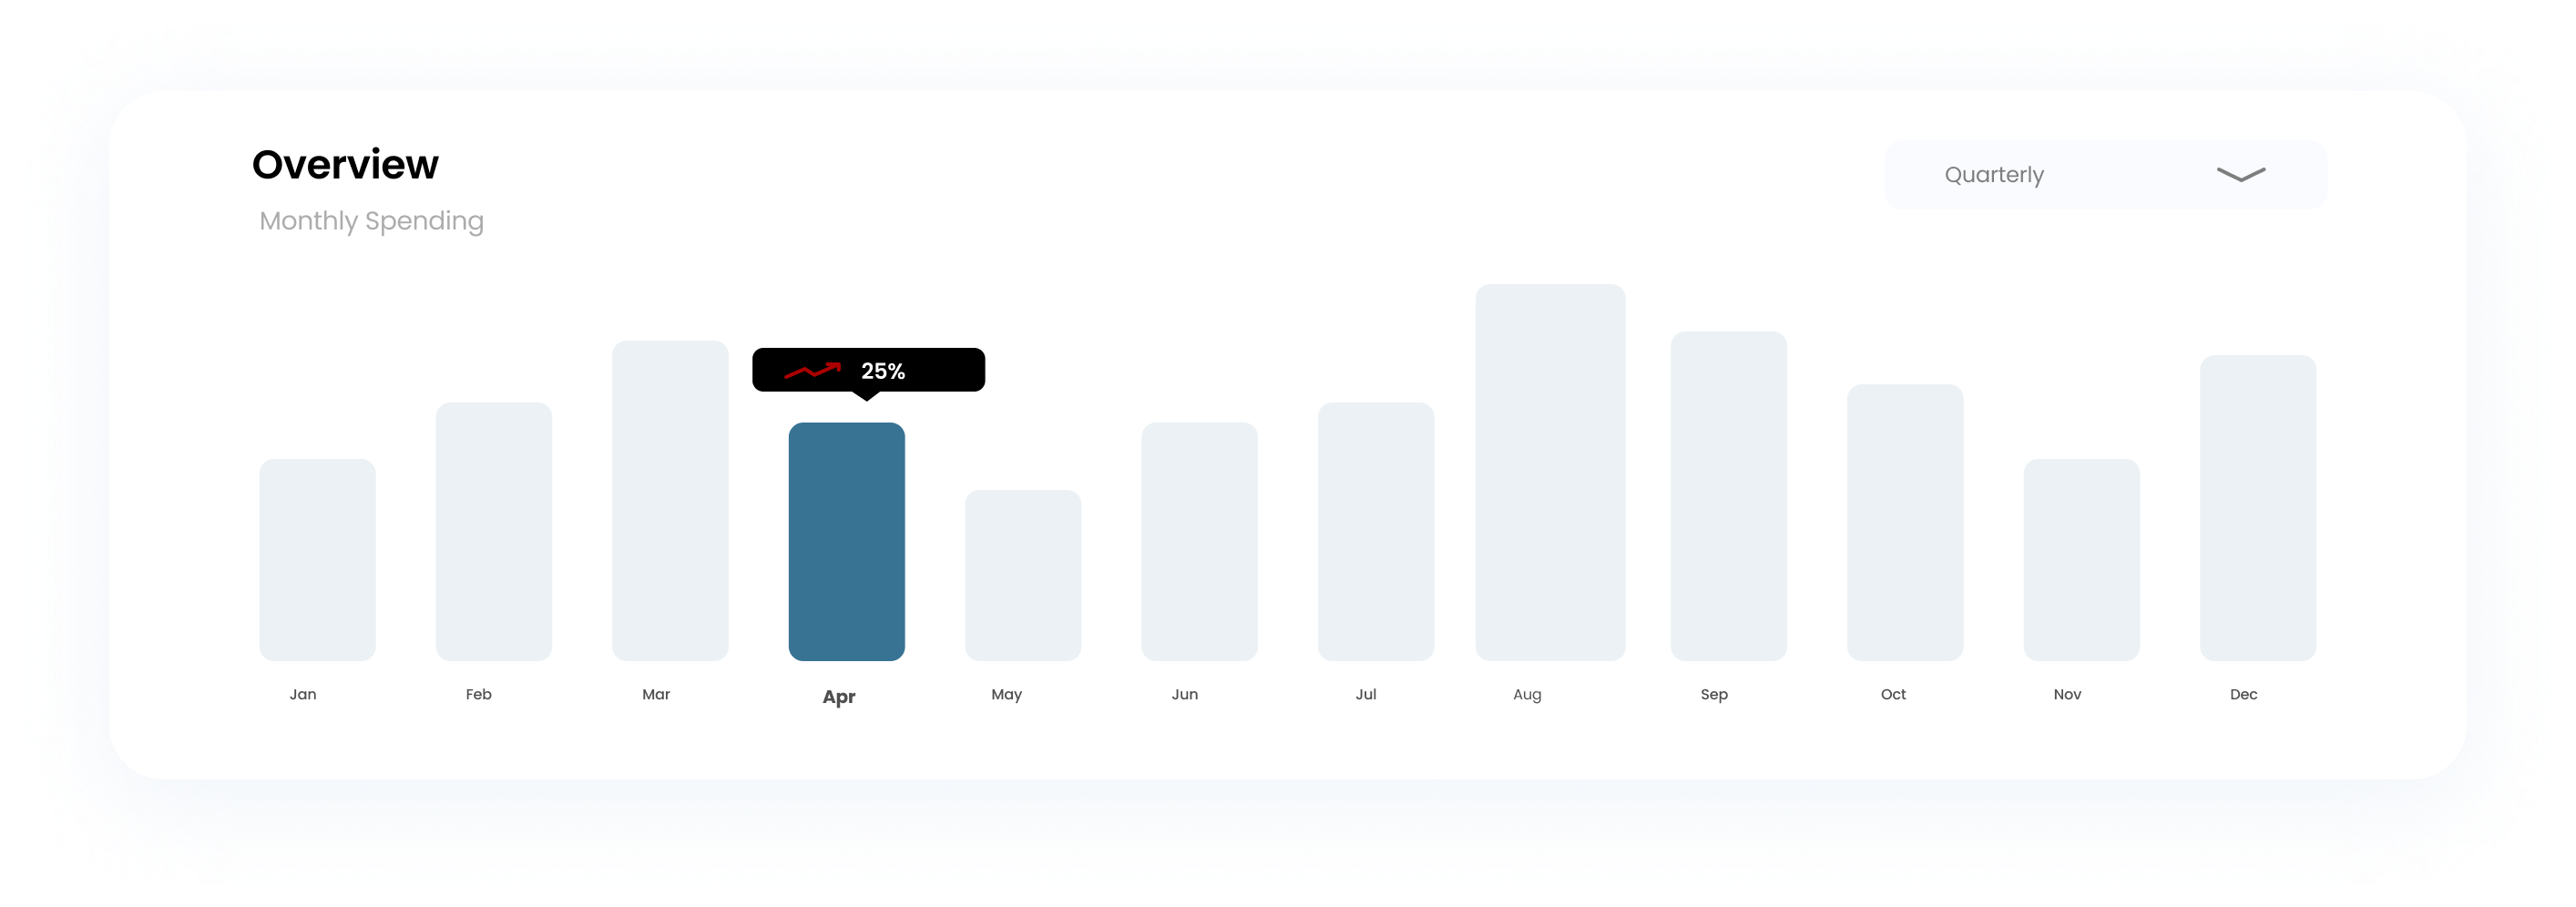 Overview
Quarterly
Monthly Spending
25%
Jan Feb Mar Apr May Jun Jul Aug Sep Oct Nov Dec